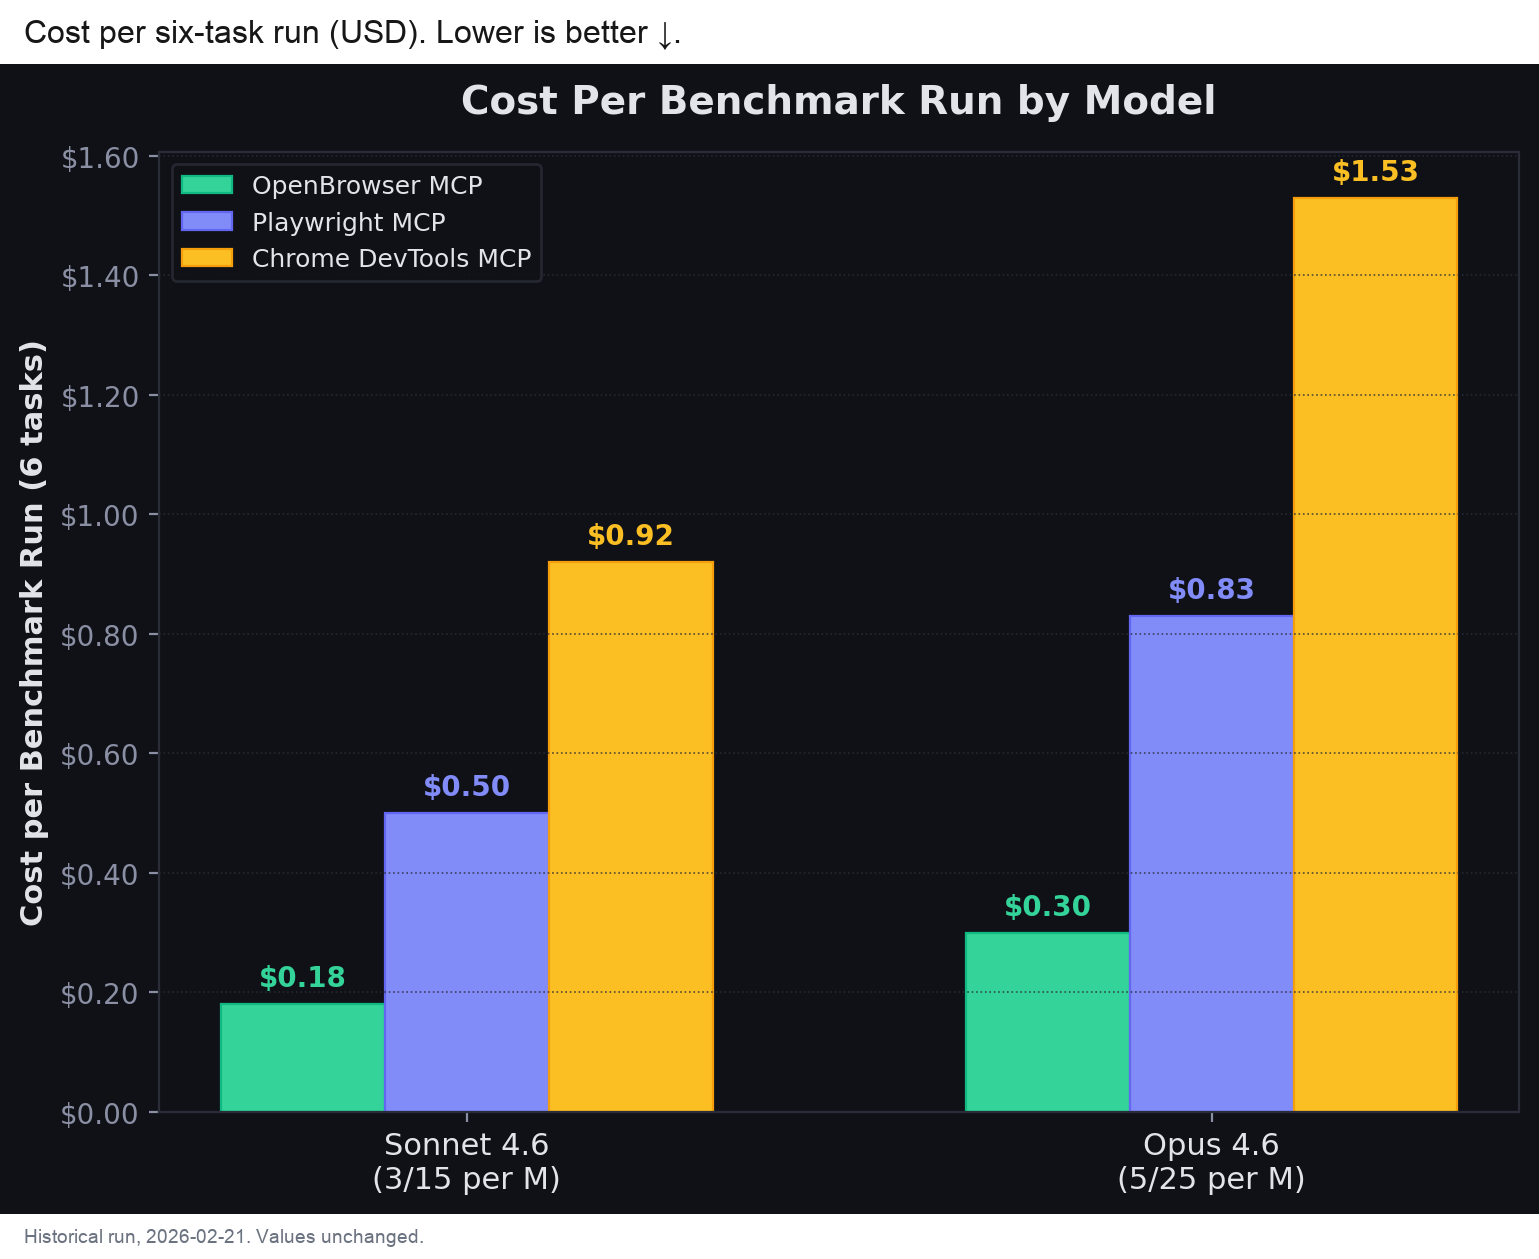 Cost per six-task run (USD). Lower is better ↓.
Cost Per Benchmark Run by Model
Cost per Benchmark Run (6 tasks)
$1.60
$1.40
$1.20
$1.00
$0.80
$0.60
$0.40
$0.20
$0.00
OpenBrowser MCP
Playwright MCP
Chrome DevTools MCP
$0.18
$0.50
$0.92
$0.30
$0.83
$1.53
Sonnet 4.6
(3/15 per M)
Opus 4.6
(5/25 per M)
Historical run, 2026-02-21. Values unchanged.